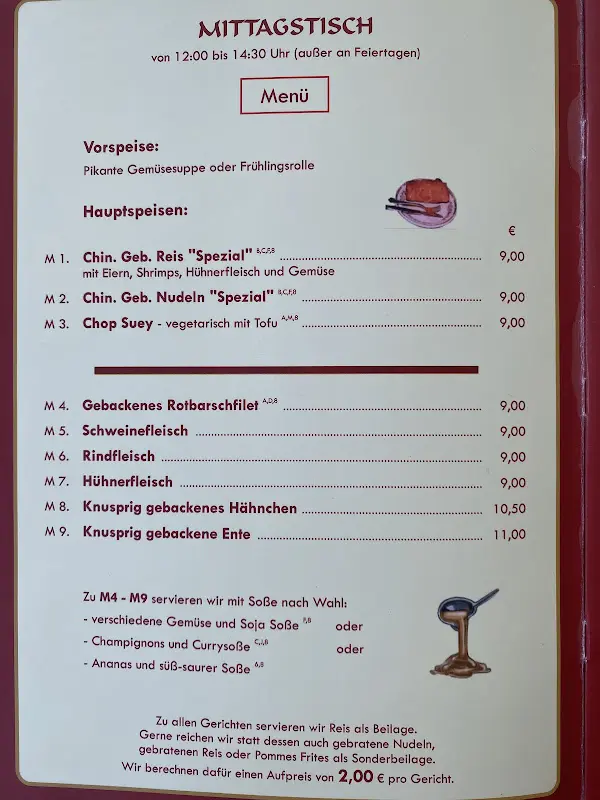 MITTAGSTISCH
von 12:00 bis 14:30 Uhr (außer an Feiertagen)
Menü
Vorspeise:
Pikante Gemüsesuppe oder Frühlingsrolle
Hauptspeisen:
€
M 1. Chin. Geb. Reis "Spezial" B,C,F,8 9,00
mit Eiern, Shrimps, Hühnerfleisch und Gemüse
M 2. Chin. Geb. Nudeln "Spezial" B,C,F,8 9,00
M 3. Chop Suey - vegetarisch mit Tofu A,M,8 9,00
M 4. Gebackenes Rotbarschfilet A,D,8 9,00
M 5. Schweinefleisch 9,00
M 6. Rindfleisch 9,00
M 7. Hühnerfleisch 9,00
M 8. Knusprig gebackenes Hähnchen 10,50
M 9. Knusprig gebackene Ente 11,00
Zu M4 - M9 servieren wir mit Soße nach Wahl:
- verschiedene Gemüse und Soja Soße F,8 oder
- Champignons und Currysoße C,J,8 oder
- Ananas und süß-saurer Soße 6,8
Zu allen Gerichten servieren wir Reis als Beilage.
Gerne reichen wir statt dessen auch gebratene Nudeln,
gebratenen Reis oder Pommes Frites als Sonderbeilage.
Wir berechnen dafür einen Aufpreis von 2,00 € pro Gericht.